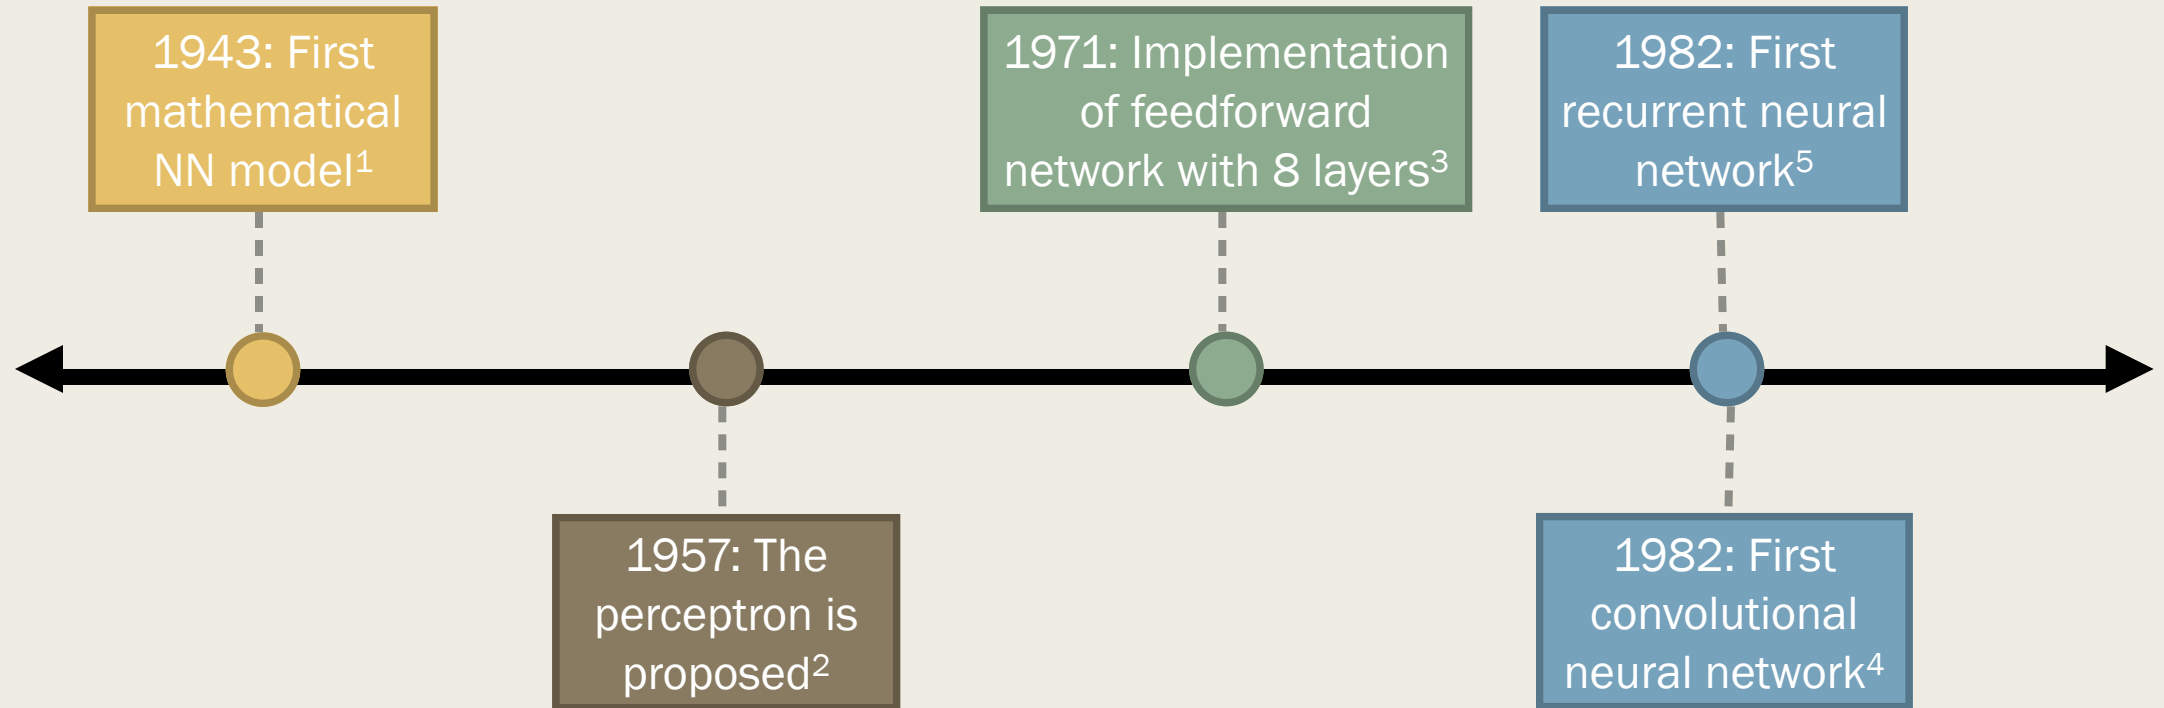 1943: First
mathematical
NN model¹
1971: Implementation
of feedforward
network with 8 layers³
1982: First
recurrent neural
network⁵
1957: The
perceptron is
proposed²
1982: First
convolutional
neural network⁴